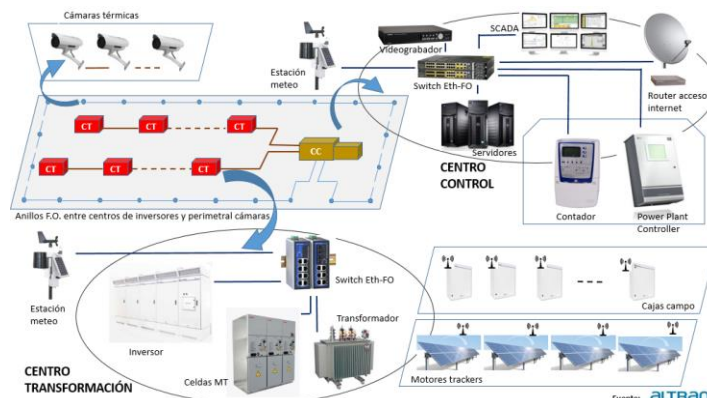 Cámaras térmicas
Estación
meteo
Videograbador
SCADA
Switch Eth-FO
Router acceso
internet
Servidores
CENTRO
CONTROL
Contador
Power Plant
Controller
CT
CT
CT
CC
CT
CT
CT
Anillos F.O. entre centros de inversores y perimetral cámaras
Estación
meteo
Switch Eth-FO
Inversor
Celdas MT
Transformador
CENTRO
TRANSFORMACIÓN
Cajas campo
Motores trackers
Fuente: ALTRAN